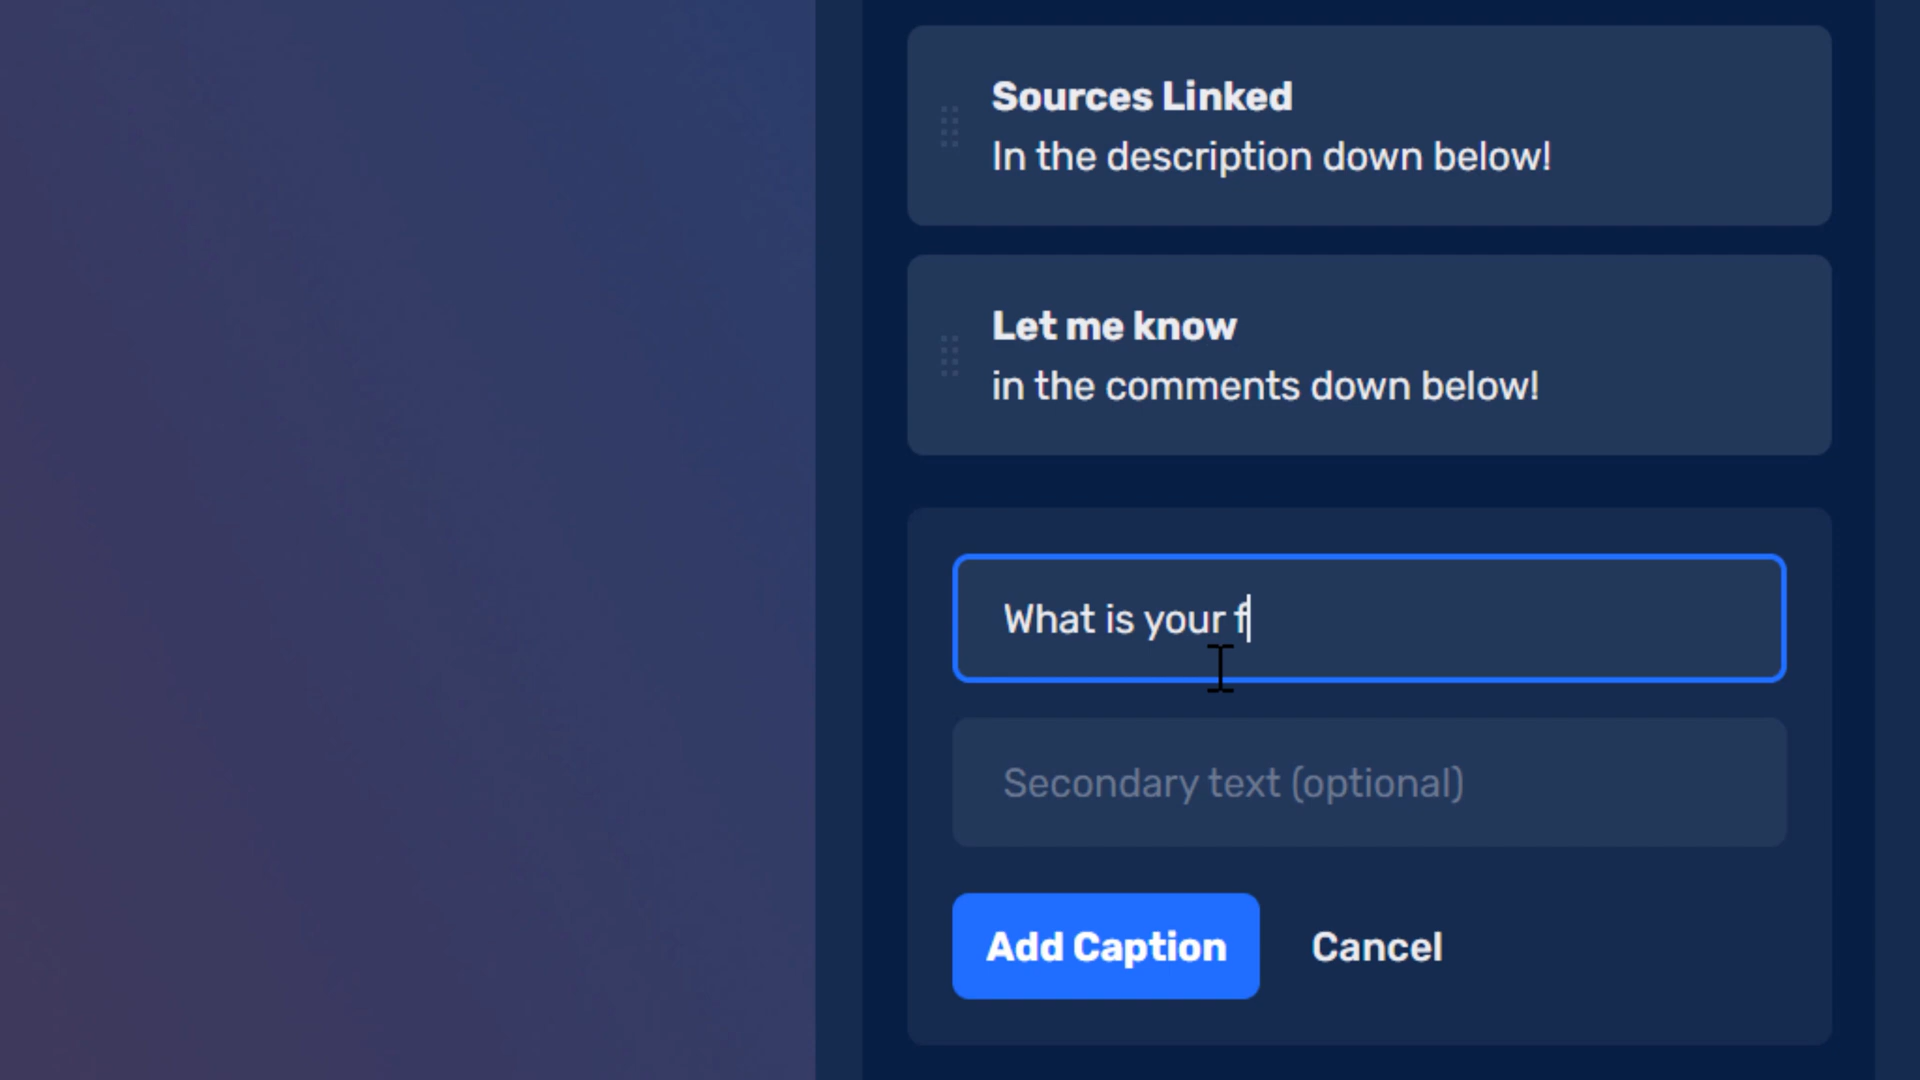 Sources Linked
In the description down below!
Let me know
in the comments down below!
What is your f
Secondary text (optional)
Add Caption
Cancel